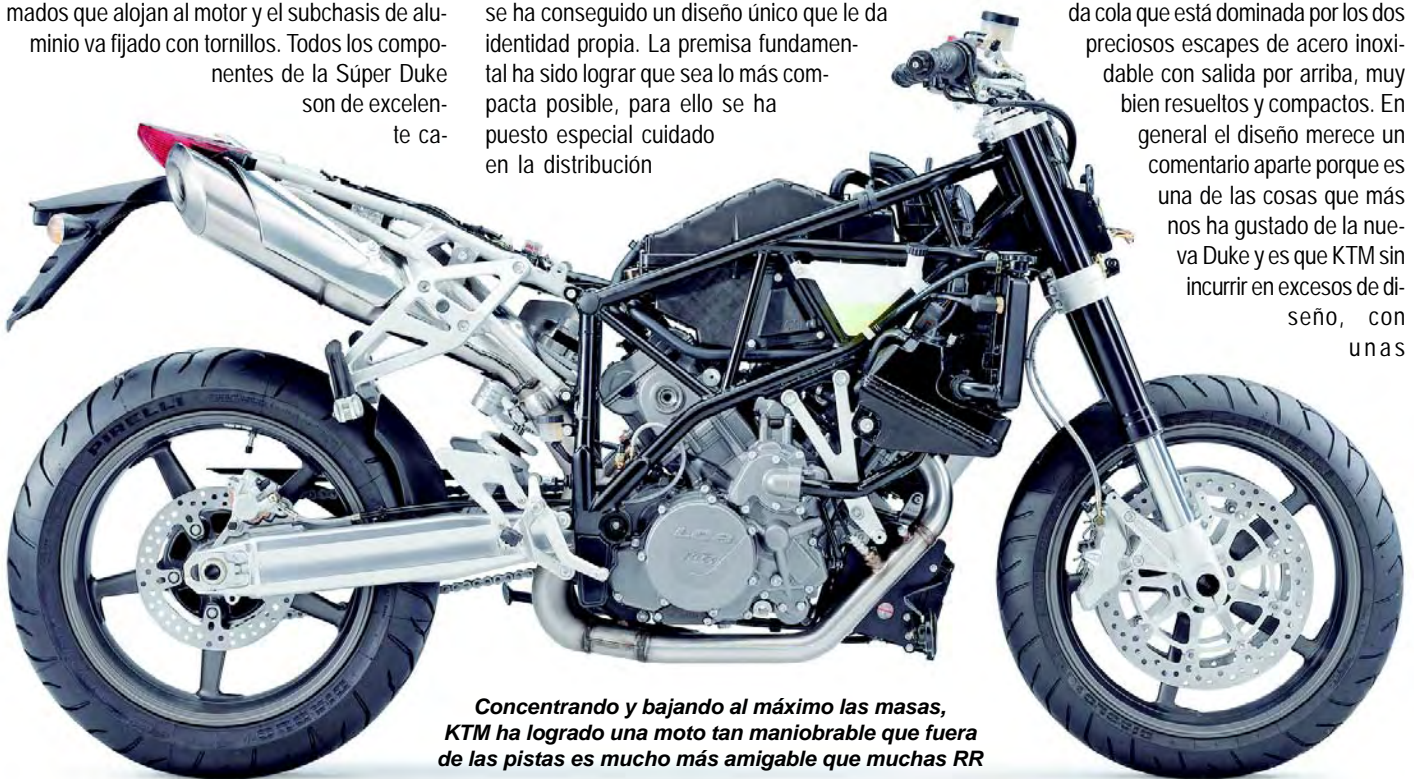 mados que alojan al motor y el subchasis de alu-
minio va fijado con tornillos. Todos los compo-
nentes de la Súper Duke
son de excelen-
te ca-
se ha conseguido un diseño único que le da
identidad propia. La premisa fundamen-
tal ha sido lograr que sea lo más com-
pacta posible, para ello se ha
puesto especial cuidado
en la distribución
da cola que está dominada por los dos
preciosos escapes de acero inoxi-
dable con salida por arriba, muy
bien resueltos y compactos. En
general el diseño merece un
comentario aparte porque es
una de las cosas que más
nos ha gustado de la nue-
va Duke y es que KTM sin
incurrir en excesos de di-
seño, con
unas
PIRELLI
DIABLO
LC8
KTM
Concentrando y bajando al máximo las masas,
KTM ha logrado una moto tan maniobrable que fuera
de las pistas es mucho más amigable que muchas RR